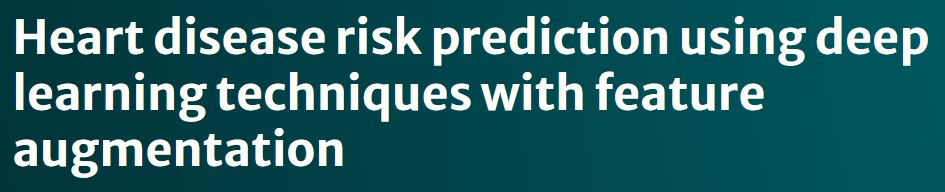 Heart disease risk prediction using deep
learning techniques with feature
augmentation